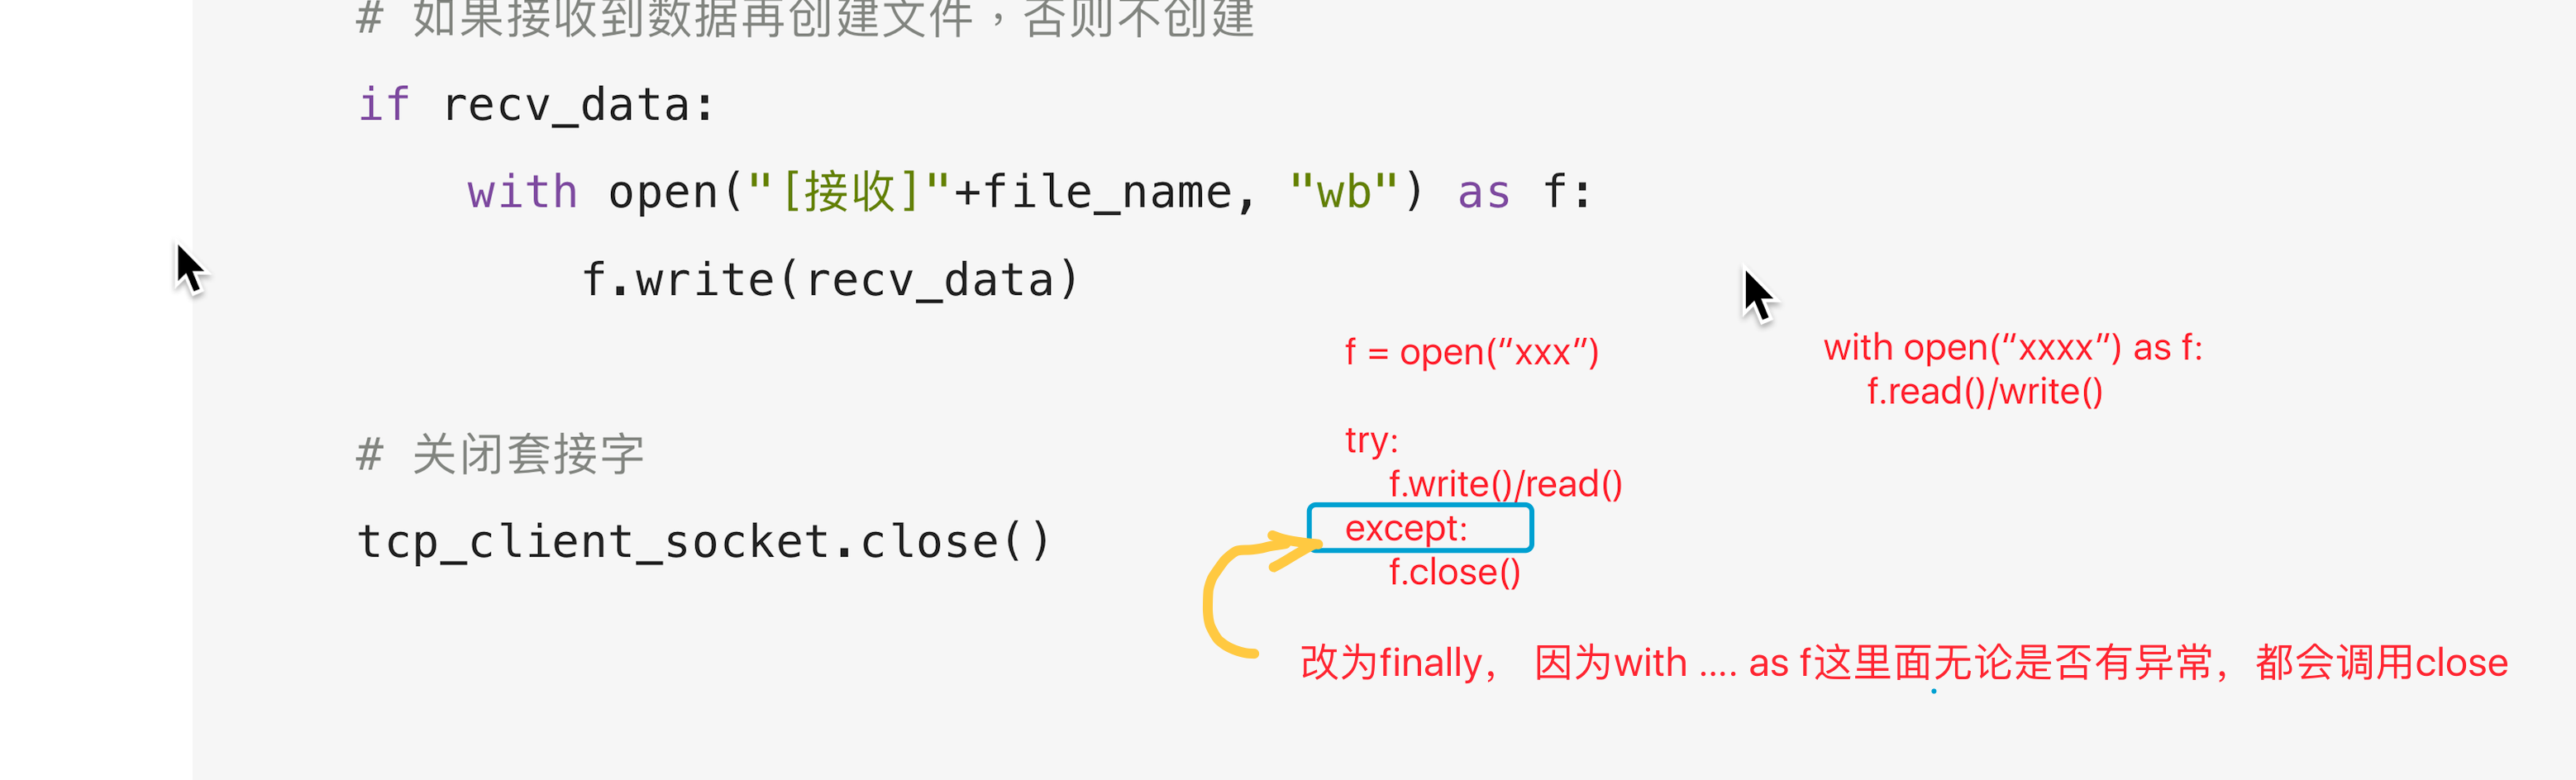 # 如果接收到数据再创建文件，否则不创建
if recv_data:
with open("[接收]"+file_name, "wb") as f:
f.write(recv_data)
# 关闭套接字
tcp_client_socket.close()
f = open(“xxx”)
try:
f.write()/read()
except:
f.close()
with open(“xxxx”) as f:
f.read()/write()
改为finally， 因为with .... as f这里面无论是否有异常，都会调用close